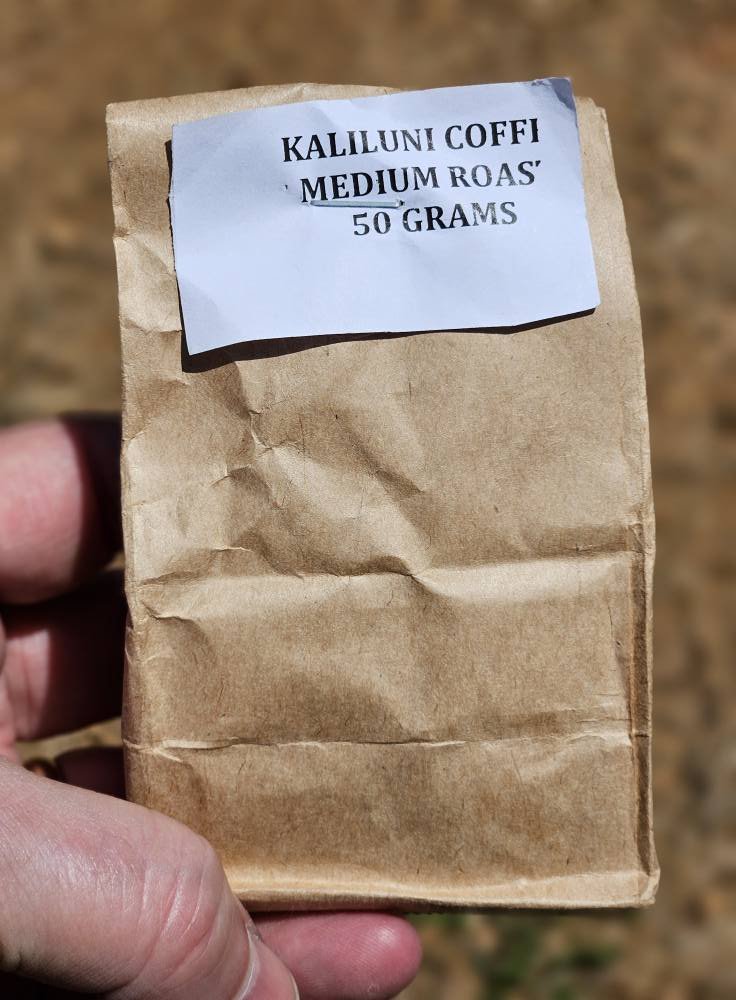 KALILUNI COFFI
MEDIUM ROAS'
50 GRAMS